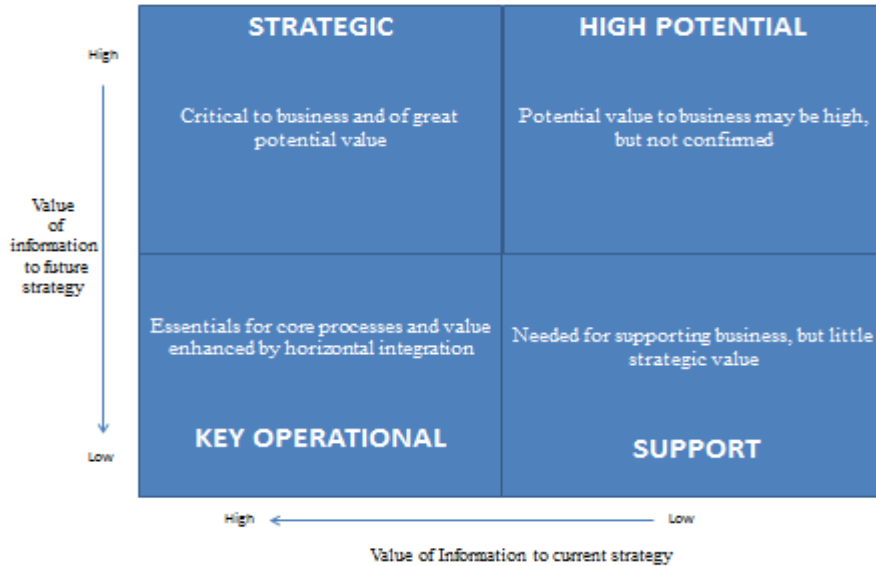 STRATEGIC
HIGH POTENTIAL
High
Critical to business and of great
potential value
Potential value to business may be high,
but not confirmed
Value
of
information
to future
strategy
Essentials for core processes and value
enhanced by horizontal integration
Needed for supporting business, but little
strategic value
KEY OPERATIONAL
SUPPORT
Low
High
Low
Value of Information to current strategy